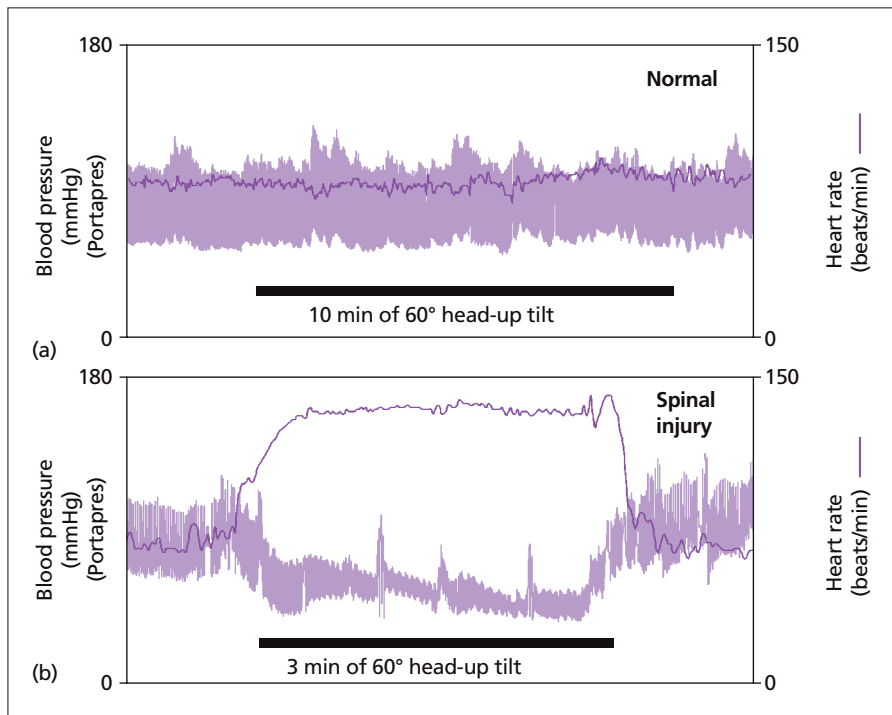 180
150
Normal
Blood pressure
(mmHg)
(Portapres)
Heart rate
(beats/min)
10 min of 60° head-up tilt
0
0
(a)
180
150
Spinal
injury
Blood pressure
(mmHg)
(Portapres)
Heart rate
(beats/min)
3 min of 60° head-up tilt
(b)
0
0